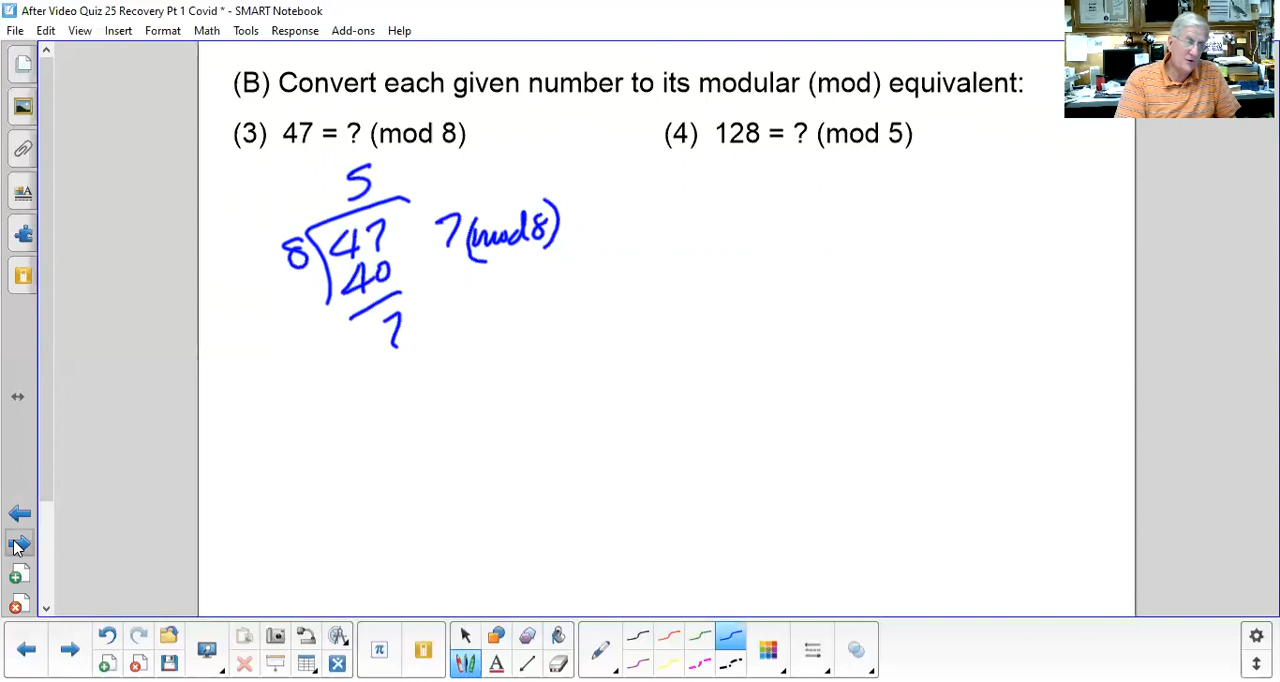 After Video Quiz 25 Recovery Pt 1 Covid * - SMART Notebook
File Edit View Insert Format Math Tools Response Add-ons Help
(B) Convert each given number to its modular (mod) equivalent:
(3) 47 = ? (mod 8) (4) 128 = ? (mod 5)
5
8 47 7 (mod 8)
40
7
π
A